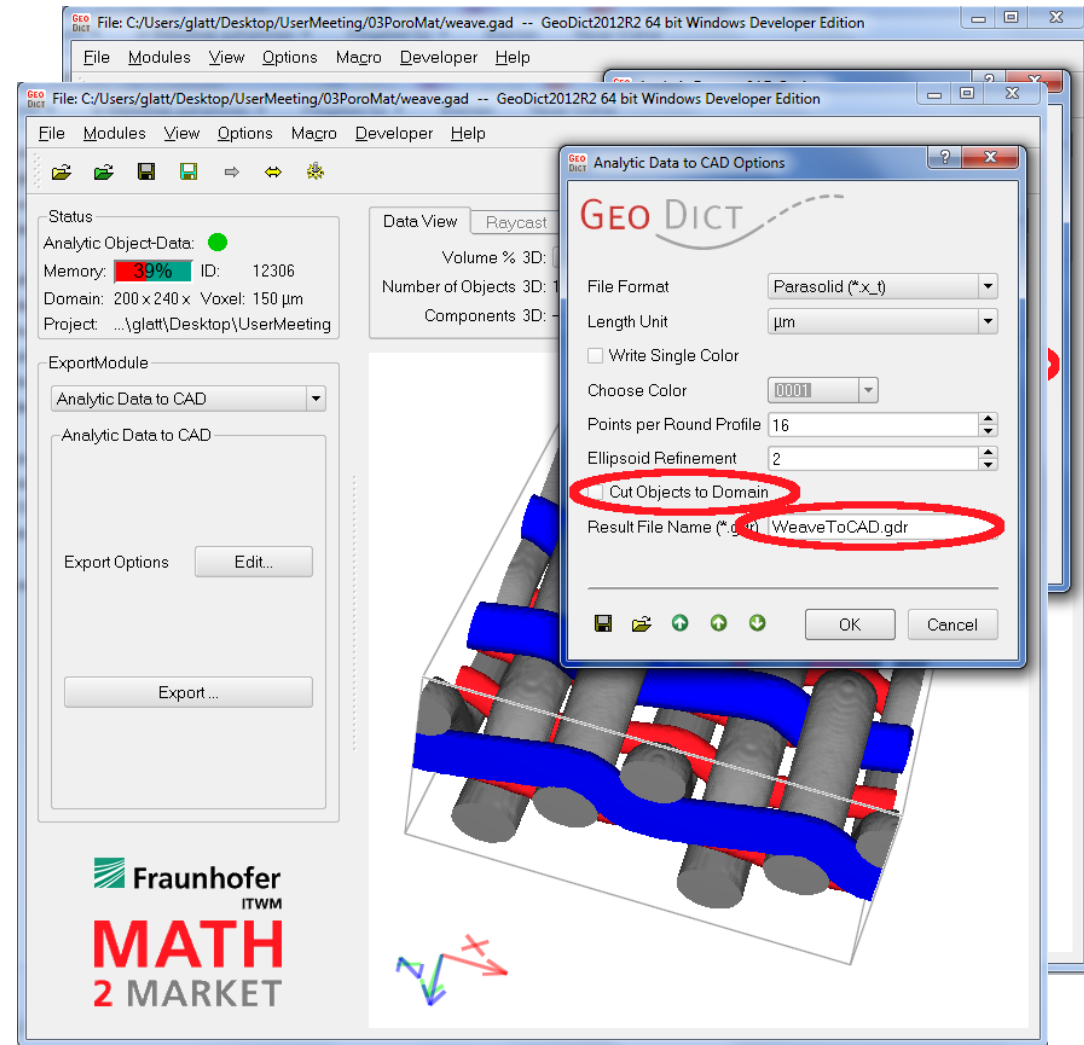 File: C:/Users/glatt/Desktop/UserMeeting/03PoroMat/weave.gad -- GeoDict2012R2 64 bit Windows Developer Edition
File Modules View Options Macro Developer Help
File: C:/Users/glatt/Desktop/UserMeeting/03PoroMat/weave.gad -- GeoDict2012R2 64 bit Windows Developer Edition
File Modules View Options Macro Developer Help
Status
Analytic Object-Data:
Memory: 39% ID: 12306
Domain: 200 x 240 x Voxel: 150 µm
Project: ...\glatt\Desktop\UserMeeting
ExportModule
Analytic Data to CAD
Analytic Data to CAD
Export Options Edit...
Export ...
Fraunhofer
ITWM
MATH
2 MARKET
Data View Raycast
Volume % 3D:
Number of Objects 3D: 1
Components 3D: -
X
Z
Y
GEO DICT Analytic Data to CAD Options
GEO DICT
File Format Parasolid (*.x_t)
Length Unit µm
Write Single Color
Choose Color 0001
Points per Round Profile 16
Ellipsoid Refinement 2
Cut Objects to Domain
Result File Name (*.gdr) WeaveToCAD.gdr
OK Cancel